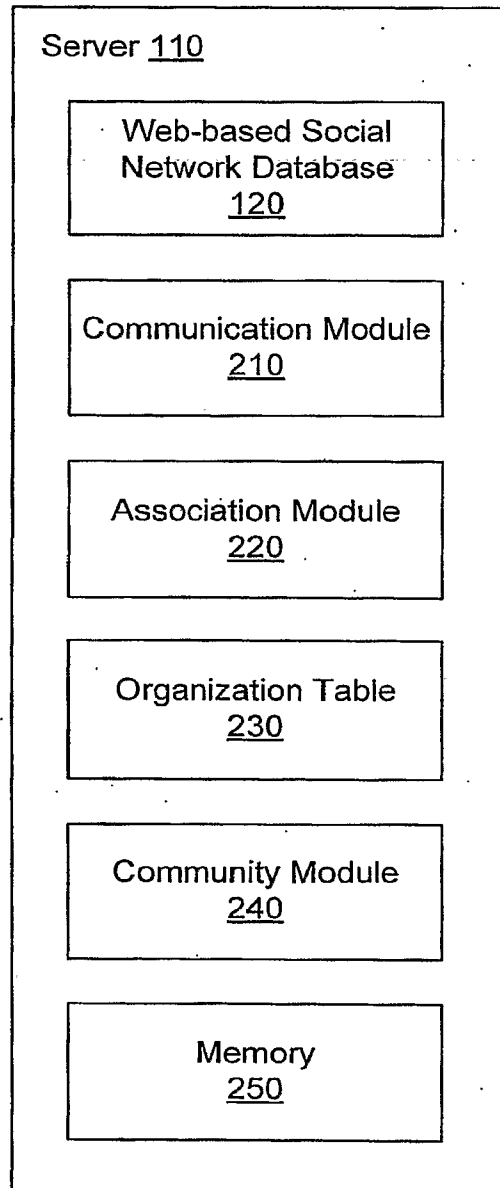 Server 110
Web-based Social
Network Database
120
Communication Module
210
Association Module
220
Organization Table
230
Community Module
240
Memory
250